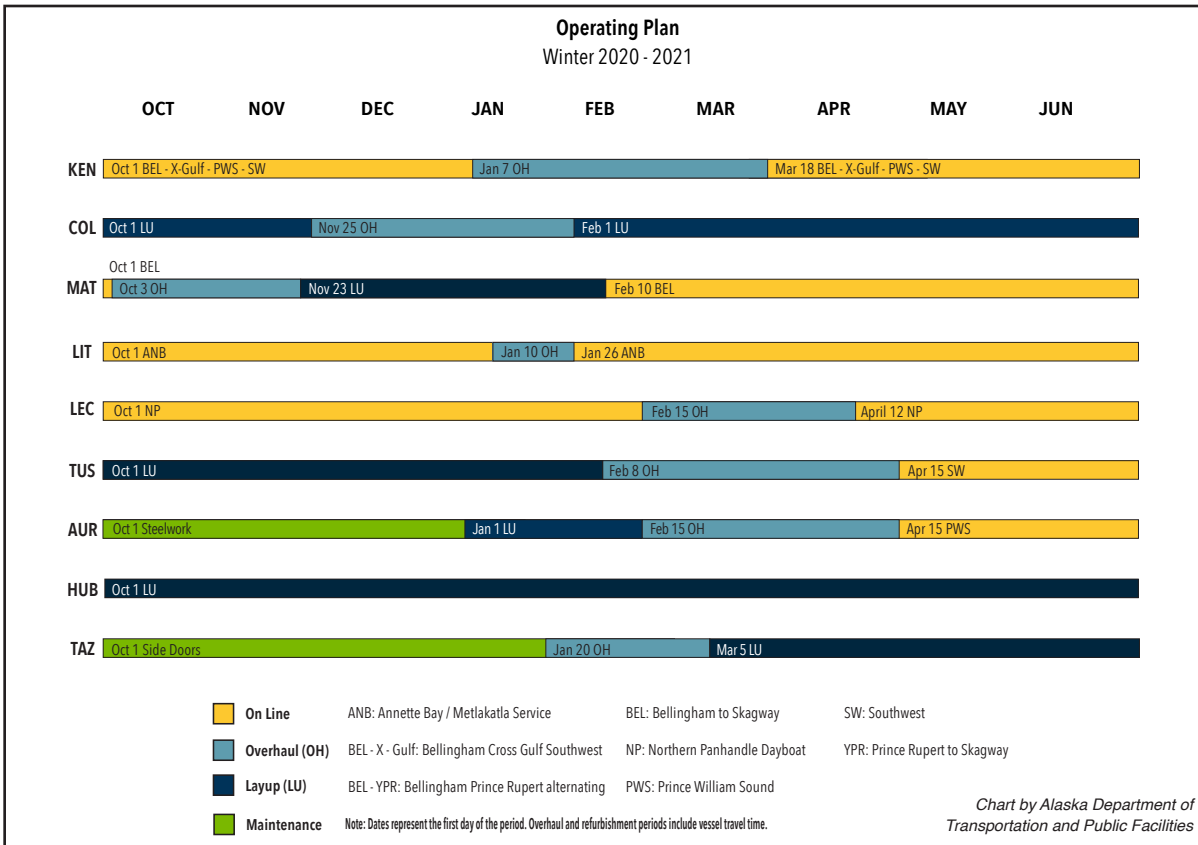 Operating Plan
Winter 2020 - 2021
OCT NOV DEC JAN FEB MAR APR MAY JUN
KEN Oct 1 BEL - X-Gulf - PWS - SW Jan 7 OH Mar 18 BEL - X-Gulf - PWS - SW
COL Oct 1 LU Nov 25 OH Feb 1 LU
Oct 1 BEL
MAT Oct 3 OH Nov 23 LU Feb 10 BEL
LIT Oct 1 ANB Jan 10 OH Jan 26 ANB
LEC Oct 1 NP Feb 15 OH April 12 NP
TUS Oct 1 LU Feb 8 OH Apr 15 SW
AUR Oct 1 Steelwork Jan 1 LU Feb 15 OH Apr 15 PWS
HUB Oct 1 LU
TAZ Oct 1 Side Doors Jan 20 OH Mar 5 LU
On Line ANB: Annette Bay / Metlakatla Service BEL: Bellingham to Skagway SW: Southwest
Overhaul (OH) BEL - X - Gulf: Bellingham Cross Gulf Southwest NP: Northern Panhandle Dayboat YPR: Prince Rupert to Skagway
Layup (LU) BEL - YPR: Bellingham Prince Rupert alternating PWS: Prince William Sound
Maintenance Note: Dates represent the first day of the period. Overhaul and refurbishment periods include vessel travel time.
Chart by Alaska Department of
Transportation and Public Facilities